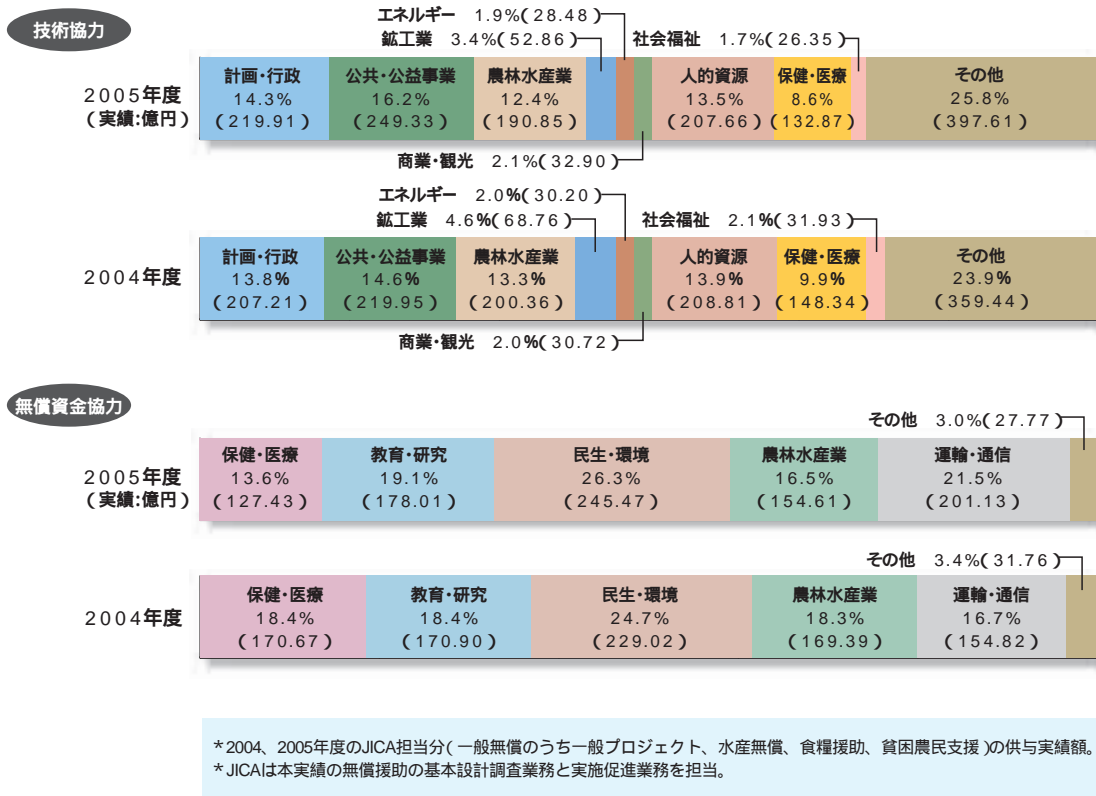 技術協力
エネルギー 1.9%(28.48)
鉱工業 3.4%(52.86)
社会福祉 1.7%(26.35)
2005年度
(実績:億円)
計画・行政
14.3%
(219.91)
公共・公益事業
16.2%
(249.33)
農林水産業
12.4%
(190.85)
人的資源
13.5%
(207.66)
保健・医療
8.6%
(132.87)
その他
25.8%
(397.61)
商業・観光 2.1%(32.90)
エネルギー 2.0%(30.20)
鉱工業 4.6%(68.76)
社会福祉 2.1%(31.93)
2004年度
計画・行政
13.8%
(207.21)
公共・公益事業
14.6%
(219.95)
農林水産業
13.3%
(200.36)
人的資源
13.9%
(208.81)
保健・医療
9.9%
(148.34)
その他
23.9%
(359.44)
商業・観光 2.0%(30.72)
無償資金協力
その他 3.0%(27.77)
2005年度
(実績:億円)
保健・医療
13.6%
(127.43)
教育・研究
19.1%
(178.01)
民生・環境
26.3%
(245.47)
農林水産業
16.5%
(154.61)
運輸・通信
21.5%
(201.13)
その他 3.4%(31.76)
2004年度
保健・医療
18.4%
(170.67)
教育・研究
18.4%
(170.90)
民生・環境
24.7%
(229.02)
農林水産業
18.3%
(169.39)
運輸・通信
16.7%
(154.82)
*2004、2005年度のJICA担当分(一般無償のうち一般プロジェクト、水産無償、食糧援助、貧困農民支援)の供与実績額。
*JICAは本実績の無償援助の基本設計調査業務と実施促進業務を担当。